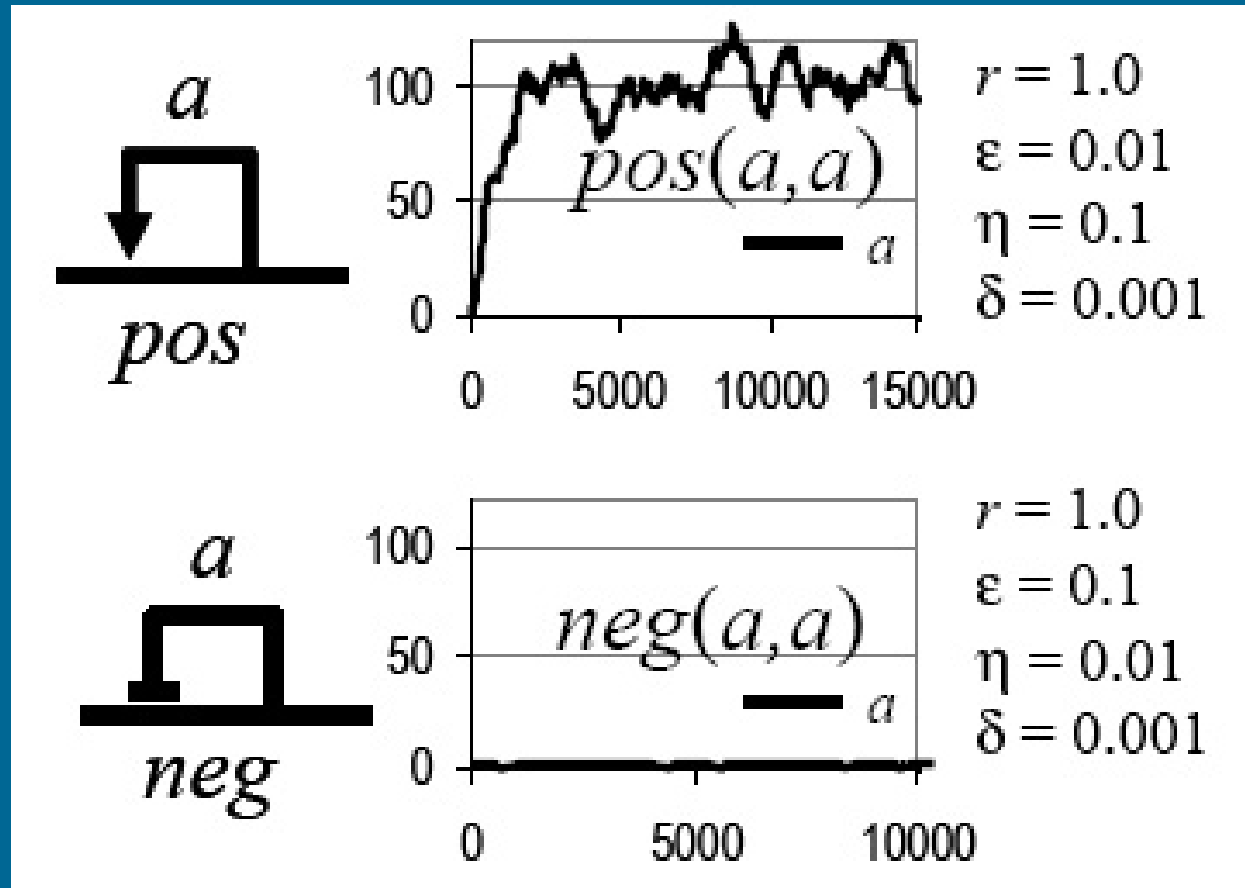 a
pos
100
50
0
pos(a,a)
a
0 5000 10000 15000
r = 1.0
ε = 0.01
η = 0.1
δ = 0.001
a
neg
100
50
0
neg(a,a)
a
0 5000 10000
r = 1.0
ε = 0.1
η = 0.01
δ = 0.001